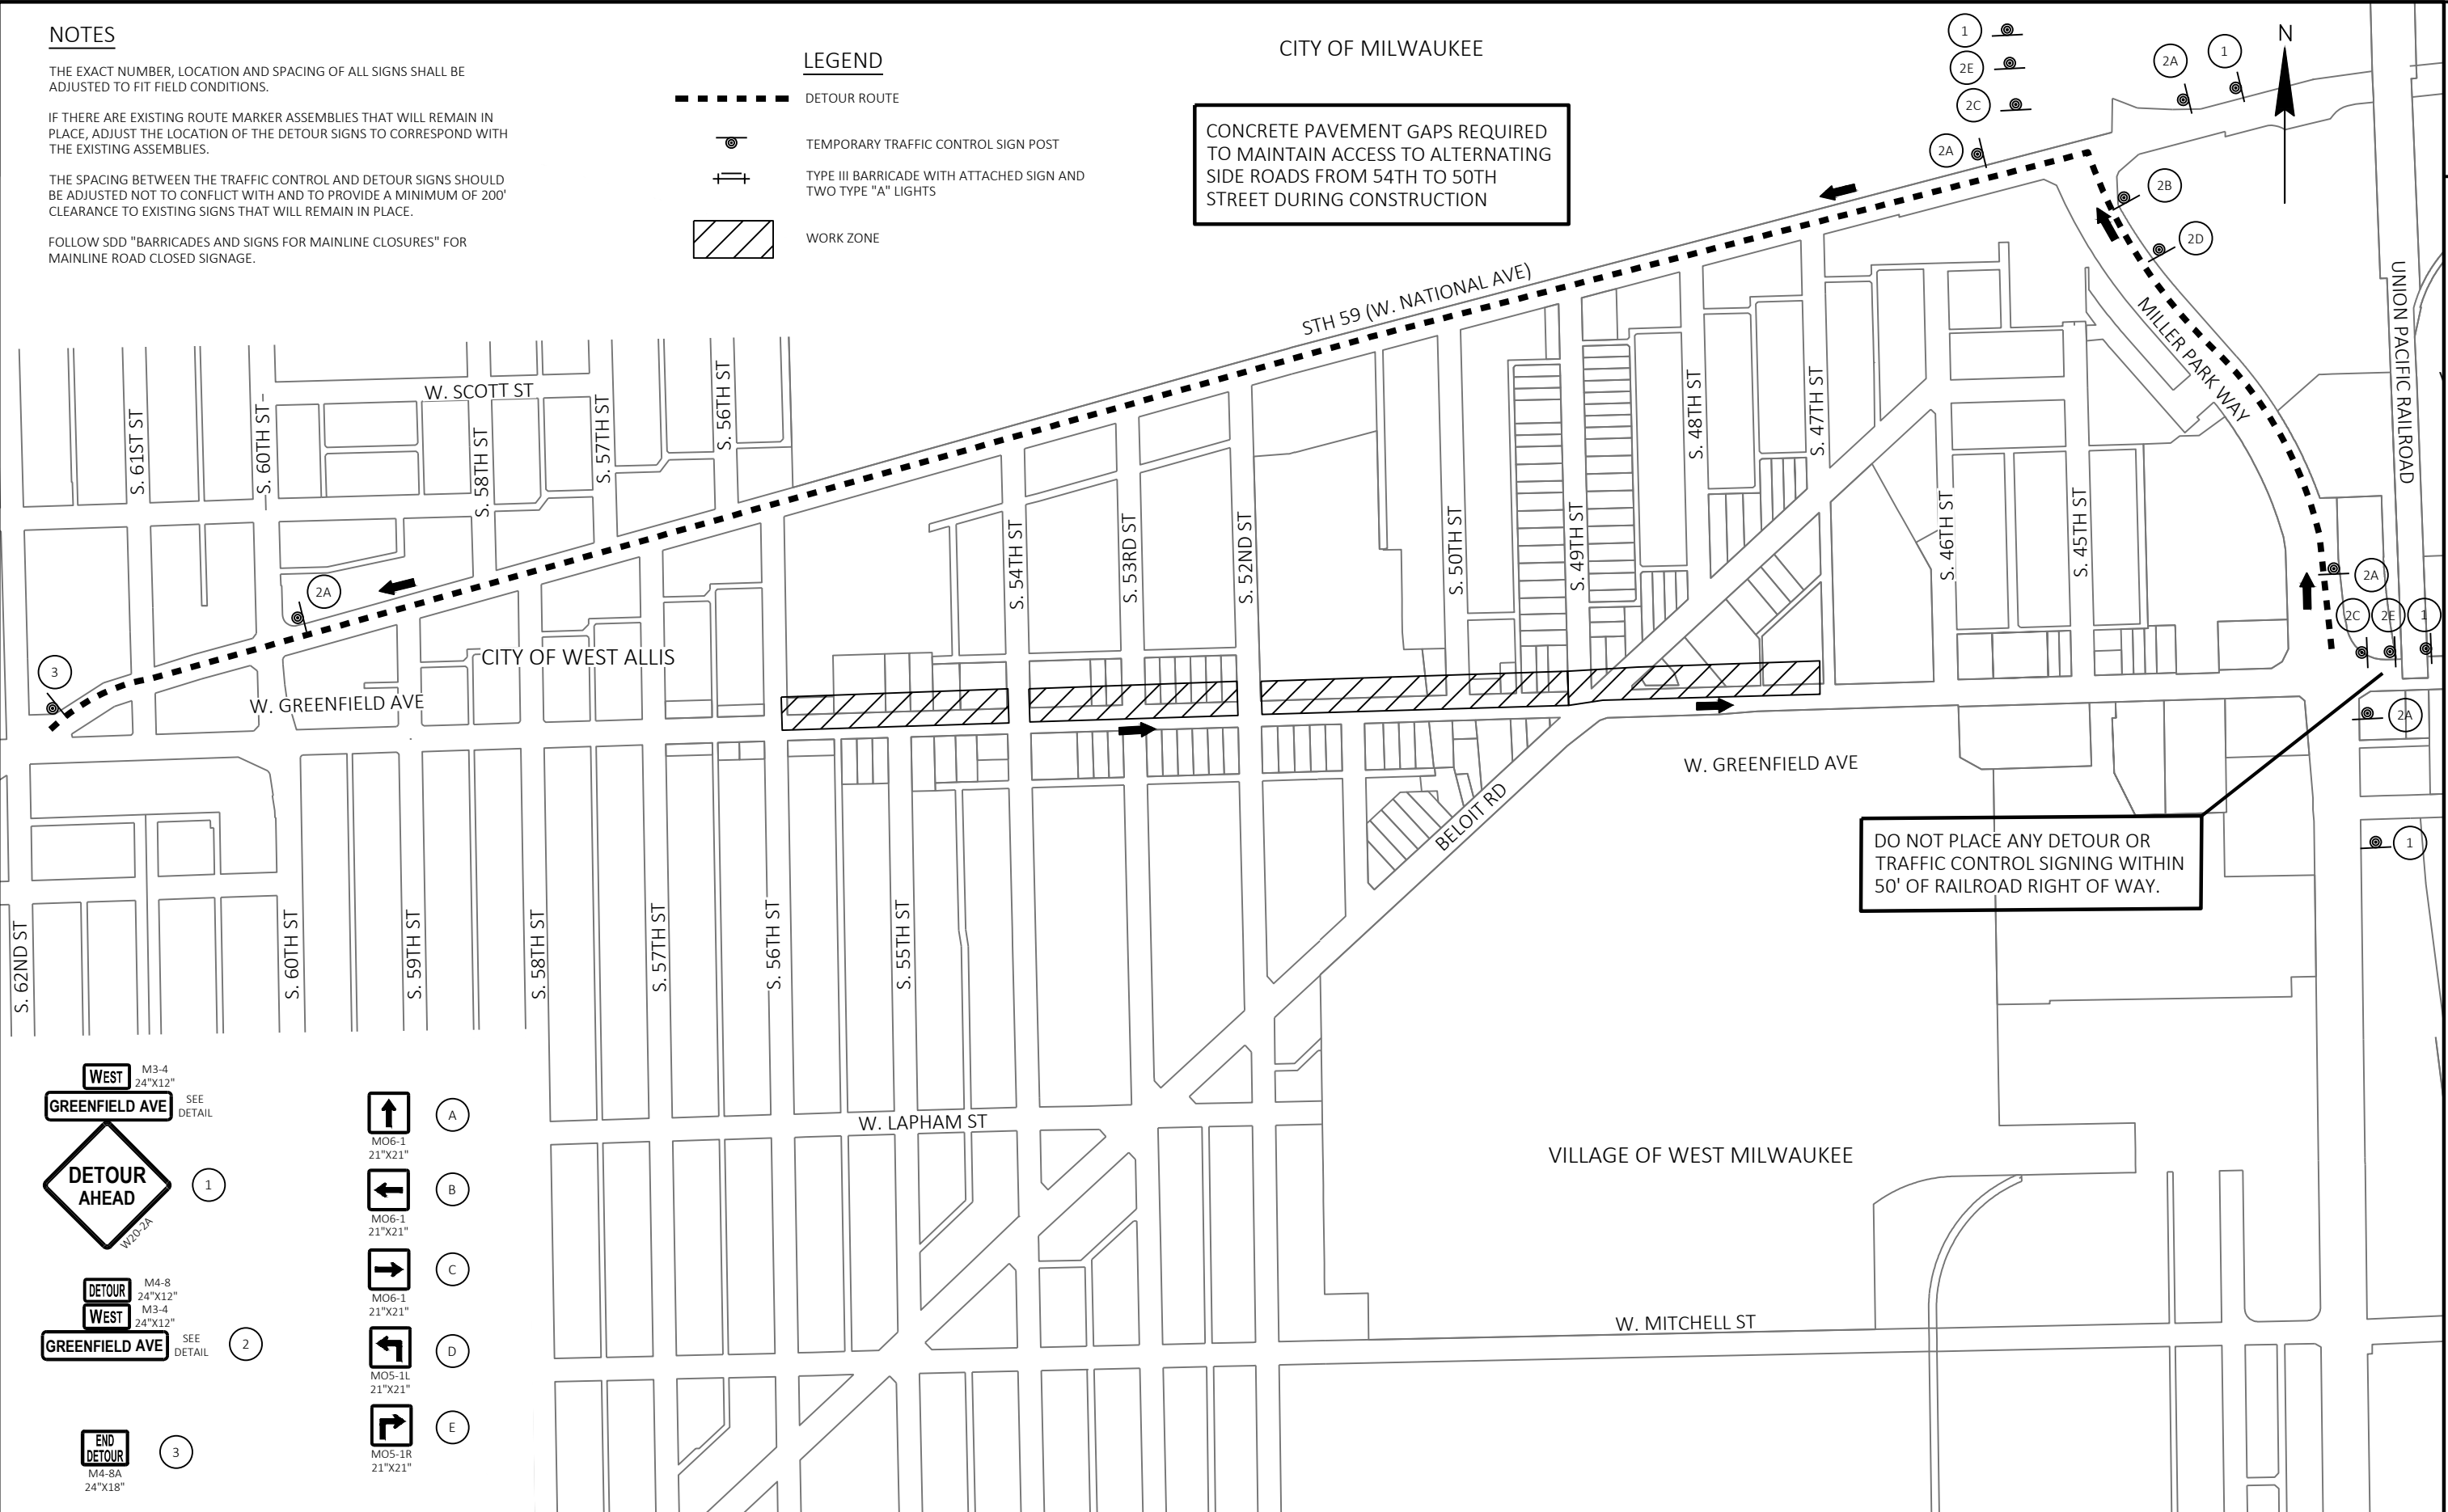 NOTES
THE EXACT NUMBER, LOCATION AND SPACING OF ALL SIGNS SHALL BE
ADJUSTED TO FIT FIELD CONDITIONS.
IF THERE ARE EXISTING ROUTE MARKER ASSEMBLIES THAT WILL REMAIN IN
PLACE, ADJUST THE LOCATION OF THE DETOUR SIGNS TO CORRESPOND WITH
THE EXISTING ASSEMBLIES.
THE SPACING BETWEEN THE TRAFFIC CONTROL AND DETOUR SIGNS SHOULD
BE ADJUSTED NOT TO CONFLICT WITH AND TO PROVIDE A MINIMUM OF 200'
CLEARANCE TO EXISTING SIGNS THAT WILL REMAIN IN PLACE.
FOLLOW SDD "BARRICADES AND SIGNS FOR MAINLINE CLOSURES" FOR
MAINLINE ROAD CLOSED SIGNAGE.
LEGEND
DETOUR ROUTE
TEMPORARY TRAFFIC CONTROL SIGN POST
TYPE III BARRICADE WITH ATTACHED SIGN AND
TWO TYPE "A" LIGHTS
WORK ZONE
CITY OF MILWAUKEE
CONCRETE PAVEMENT GAPS REQUIRED
TO MAINTAIN ACCESS TO ALTERNATING
SIDE ROADS FROM 54TH TO 50TH
STREET DURING CONSTRUCTION
1
2E
2C
2A
2A
1
N
2B
2D
STH 59 (W. NATIONAL AVE)
MILLER PARK WAY
UNION PACIFIC RAILROAD
W. SCOTT ST
S. 61ST ST
S. 60TH ST
S. 58TH ST
S. 57TH ST
S. 56TH ST
S. 54TH ST
S. 53RD ST
S. 52ND ST
S. 50TH ST
S. 49TH ST
S. 48TH ST
S. 47TH ST
S. 46TH ST
S. 45TH ST
2A
3
2A
2C
2E
1
2A
1
CITY OF WEST ALLIS
W. GREENFIELD AVE
W. GREENFIELD AVE
BELOIT RD
DO NOT PLACE ANY DETOUR OR
TRAFFIC CONTROL SIGNING WITHIN
50' OF RAILROAD RIGHT OF WAY.
S. 62ND ST
S. 60TH ST
S. 59TH ST
S. 58TH ST
S. 57TH ST
S. 56TH ST
S. 55TH ST
W. LAPHAM ST
VILLAGE OF WEST MILWAUKEE
W. MITCHELL ST
WEST
M3-4
24"X12"
GREENFIELD AVE
SEE
DETAIL
DETOUR
AHEAD
W20-2A
1
DETOUR
M4-8
24"X12"
WEST
M3-4
24"X12"
GREENFIELD AVE
SEE
DETAIL
2
END
DETOUR
M4-8A
24"X18"
3
A
MO6-1
21"X21"
B
MO6-1
21"X21"
C
MO6-1
21"X21"
D
MO5-1L
21"X21"
E
MO5-1R
21"X21"